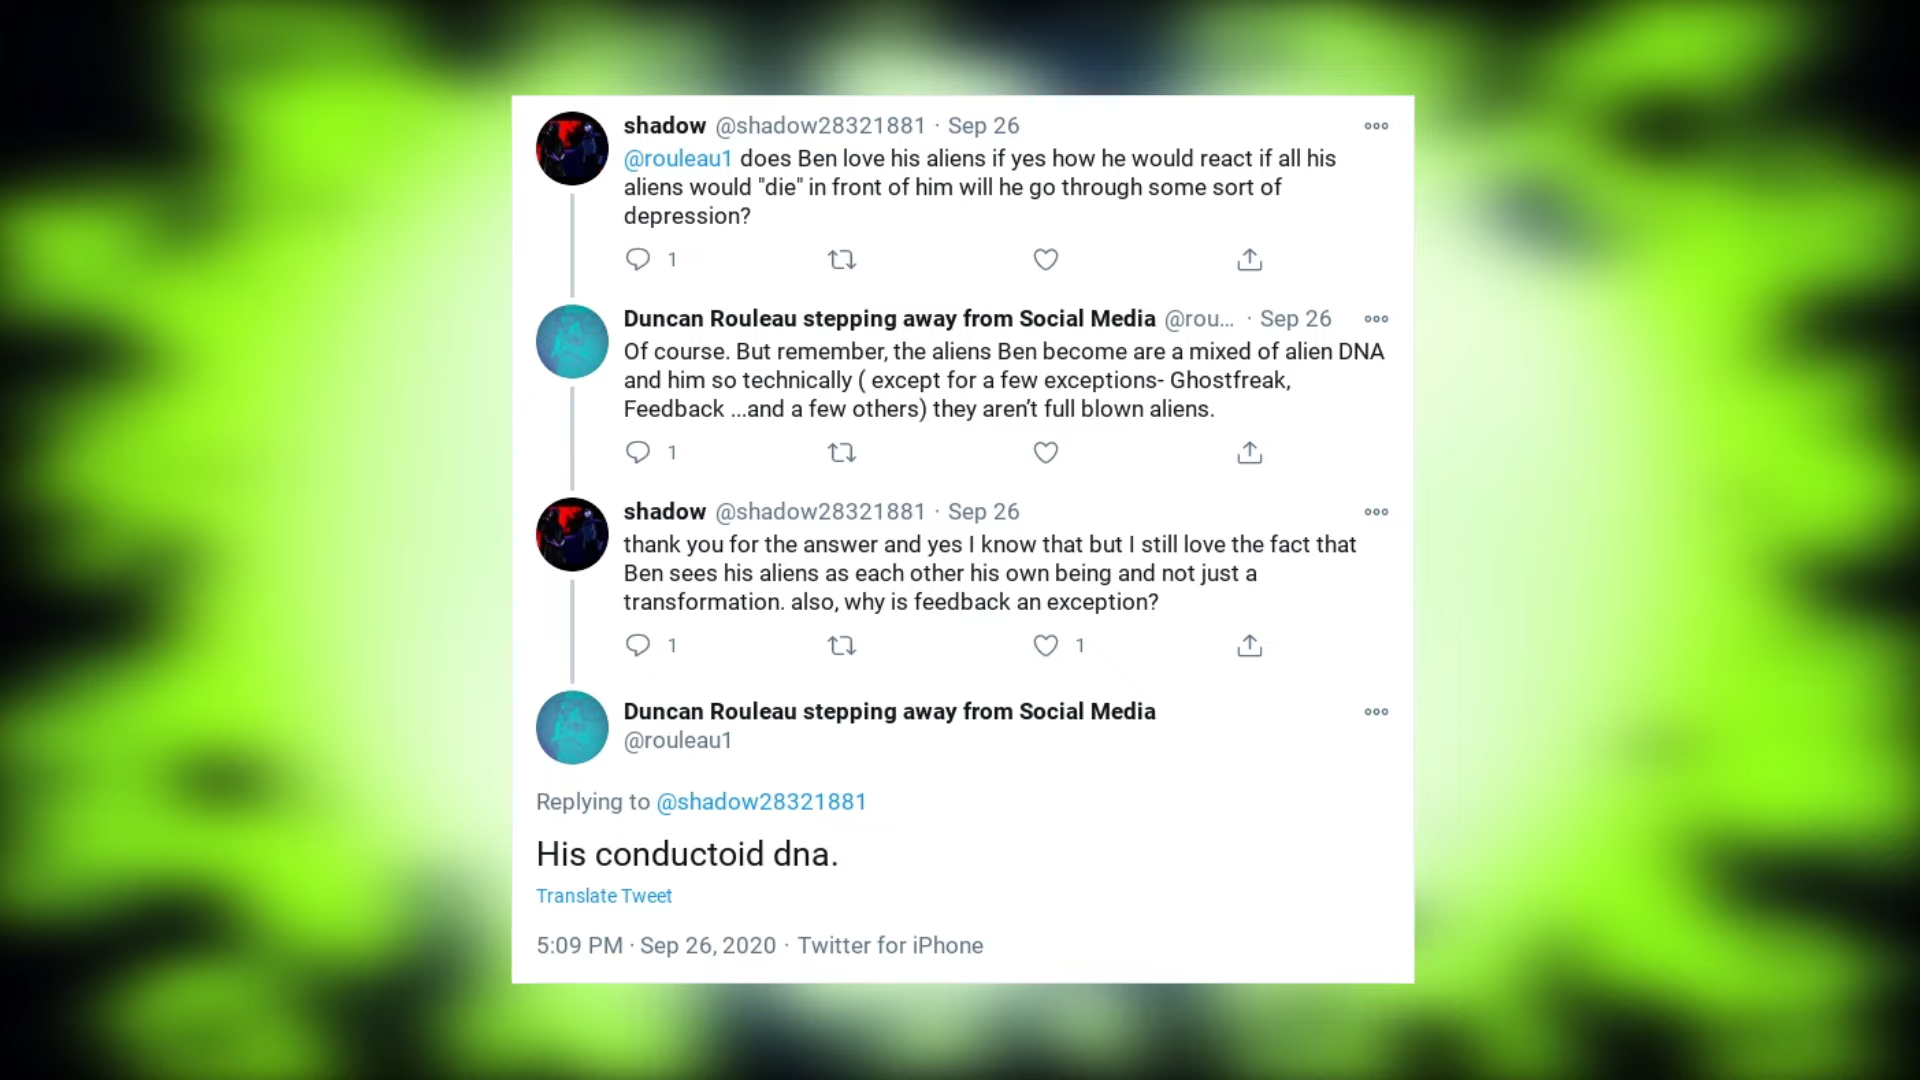 shadow @shadow28321881 · Sep 26
@rouleau1 does Ben love his aliens if yes how he would react if all his
aliens would "die" in front of him will he go through some sort of
depression?
1
Duncan Rouleau stepping away from Social Media @rou... · Sep 26
Of course. But remember, the aliens Ben become are a mixed of alien DNA
and him so technically ( except for a few exceptions- Ghostfreak,
Feedback ...and a few others) they aren’t full blown aliens.
1
shadow @shadow28321881 · Sep 26
thank you for the answer and yes I know that but I still love the fact that
Ben sees his aliens as each other his own being and not just a
transformation. also, why is feedback an exception?
1 1
Duncan Rouleau stepping away from Social Media
@rouleau1
Replying to @shadow28321881
His conductoid dna.
Translate Tweet
5:09 PM · Sep 26, 2020 · Twitter for iPhone